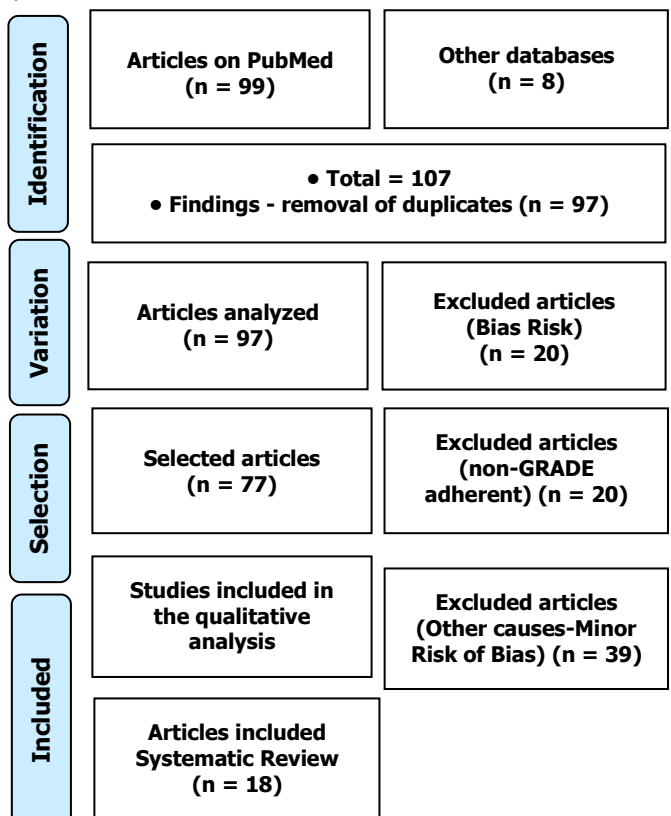 Identification
Articles on PubMed
(n = 99)
Other databases
(n = 8)
• Total = 107
• Findings - removal of duplicates (n = 97)
Variation
Articles analyzed
(n = 97)
Excluded articles
(Bias Risk)
(n = 20)
Selection
Selected articles
(n = 77)
Excluded articles
(non-GRADE
adherent) (n = 20)
Included
Studies included in
the qualitative
analysis
Excluded articles
(Other causes-Minor
Risk of Bias) (n = 39)
Articles included
Systematic Review
(n = 18)